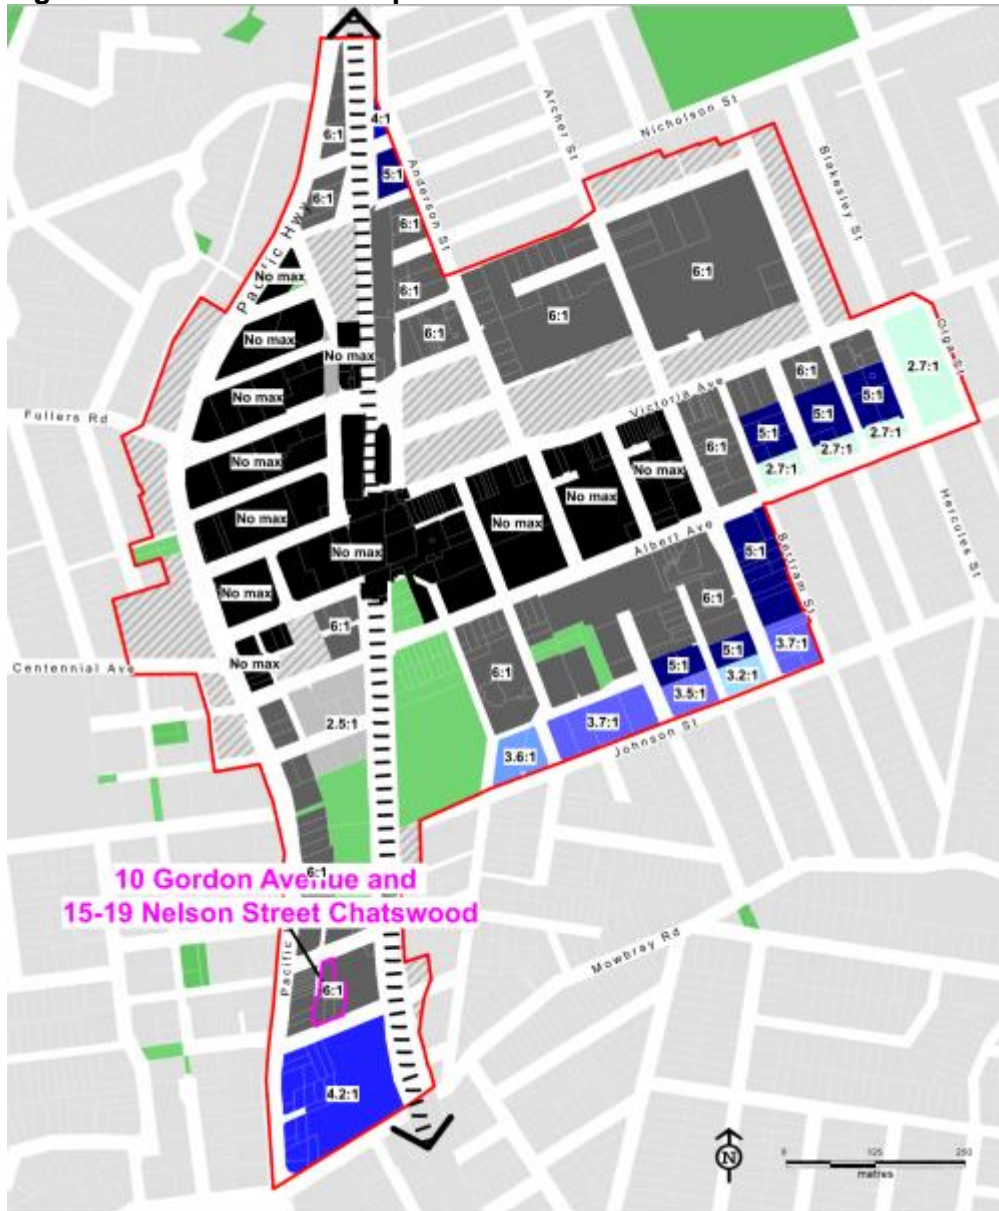 6:1
4:1
Archer St
Nicholson St
5:1
Anderson St
Blakesley St
6:1
Pacific Hwy
6:1
No max
6:1
6:1
6:1
6:1
6:1
No max
No max
Olga St
2.7:1
6:1
5:1
No max
Victoria Ave
5:1
Fullers Rd
5:1
2.7:1
6:1
2.7:1
No max
No max
2.7:1
No max
No max
No max
No max
Albert Ave
Hercules St
No max
5:1
Bertram St
No max
6:1
6:1
3.7:1
Centennial Ave
No max
5:1
5:1
3.2:1
3.5:1
2.5:1
3.7:1
Johnson St
3.6:1
6:1
10 Gordon Avenue and
15-19 Nelson Street Chatswood
Mowbray Rd
Pacific
6:1
4.2:1
N
0 125 250
metres